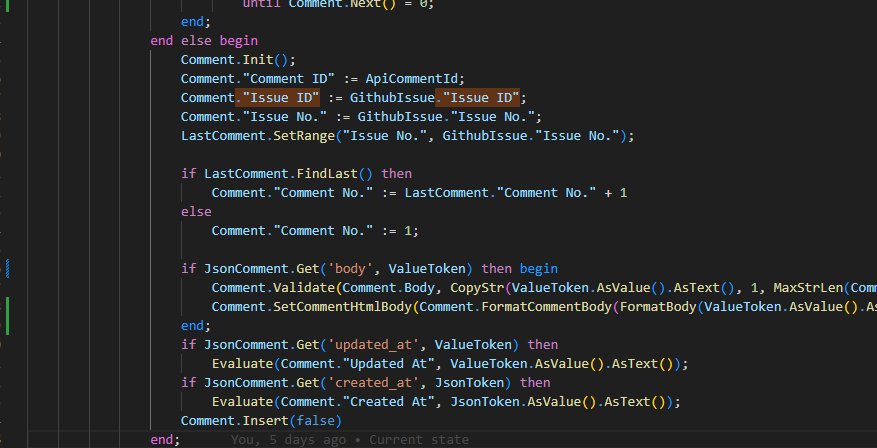 until Comment.Next() = 0;
end;
end else begin
Comment.Init();
Comment."Comment ID" := ApiCommentId;
Comment."Issue ID" := GithubIssue."Issue ID";
Comment."Issue No." := GithubIssue."Issue No.";
LastComment.SetRange("Issue No.", GithubIssue."Issue No.");
if LastComment.FindLast() then
Comment."Comment No." := LastComment."Comment No." + 1
else
Comment."Comment No." := 1;
if JsonComment.Get('body', ValueToken) then begin
Comment.Validate(Comment.Body, CopyStr(ValueToken.AsValue().AsText(), 1, MaxStrLen(Com
Comment.SetCommentHtmlBody(Comment.FormatCommentBody(FormatBody(ValueToken.AsValue().As
end;
if JsonComment.Get('updated_at', ValueToken) then
Evaluate(Comment."Updated At", ValueToken.AsValue().AsText());
if JsonComment.Get('created_at', JsonToken) then
Evaluate(Comment."Created At", JsonToken.AsValue().AsText());
Comment.Insert(false)
end; You, 5 days ago • Current state